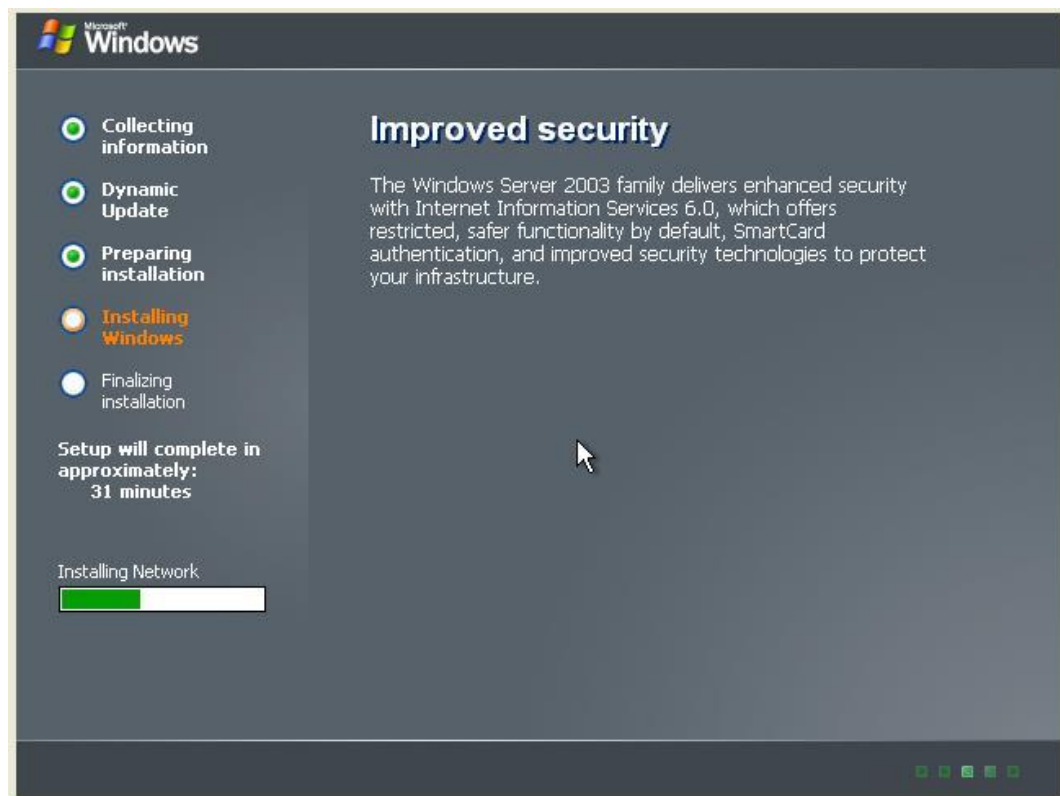 Microsoft
Windows
Collecting
information
Dynamic
Update
Preparing
installation
Installing
Windows
Finalizing
installation
Setup will complete in
approximately:
31 minutes
Installing Network
Improved security
The Windows Server 2003 family delivers enhanced security
with Internet Information Services 6.0, which offers
restricted, safer functionality by default, SmartCard
authentication, and improved security technologies to protect
your infrastructure.